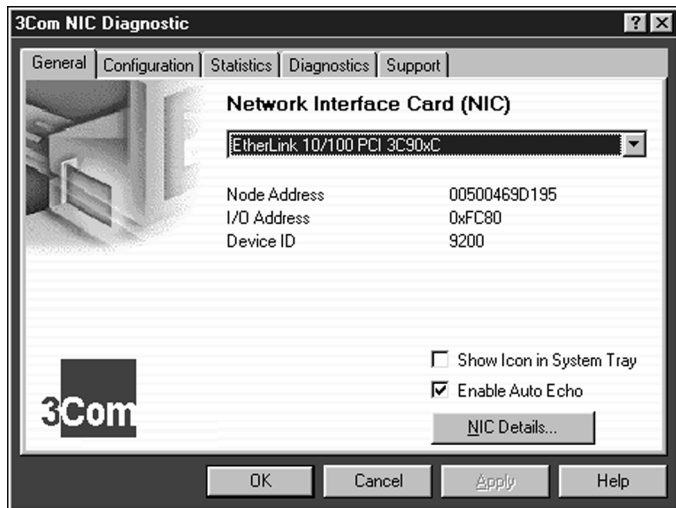 3Com NIC Diagnostic
General Configuration Statistics Diagnostics Support
Network Interface Card (NIC)
EtherLink 10/100 PCI 3C90xC
Node Address 00500469D195
I/O Address 0xFC80
Device ID 9200
Show Icon in System Tray
Enable Auto Echo
3Com
NIC Details...
OK Cancel Apply Help